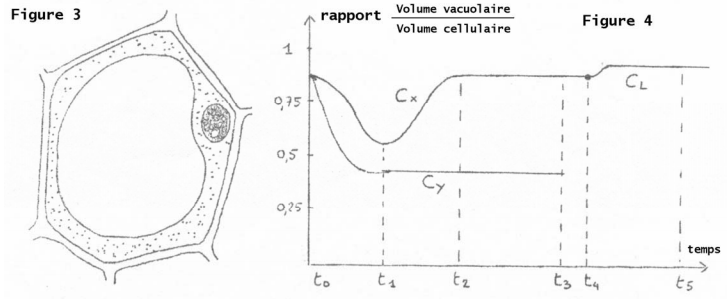 Figure 3
rapport Volume vacuolaire
Volume cellulaire
Figure 4
1
0,75
0,5
0,25
Cx
Cy
CL
temps
t0 t1 t2 t3 t4 t5